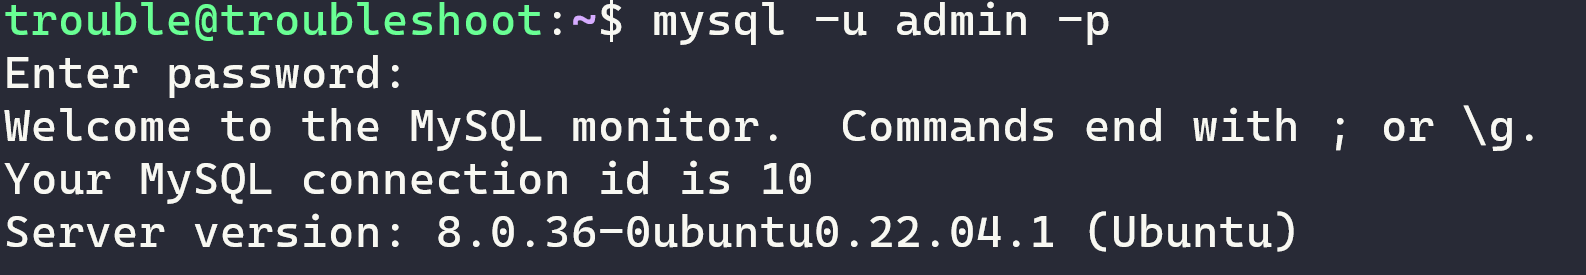 trouble@troubleshoot:~$ mysql -u admin -p
Enter password:
Welcome to the MySQL monitor.  Commands end with ; or \g.
Your MySQL connection id is 10
Server version: 8.0.36-0ubuntu0.22.04.1 (Ubuntu)